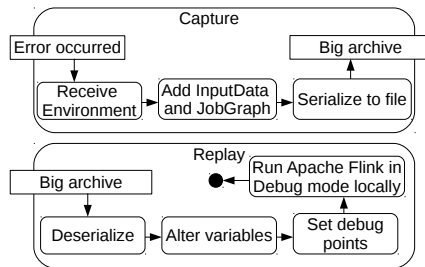 Capture
Error occurred
Big archive
Receive
Environment
Add InputData
and JobGraph
Serialize to file
Replay
Big archive
Run Apache Flink in
Debug mode locally
Deserialize
Alter variables
Set debug
points